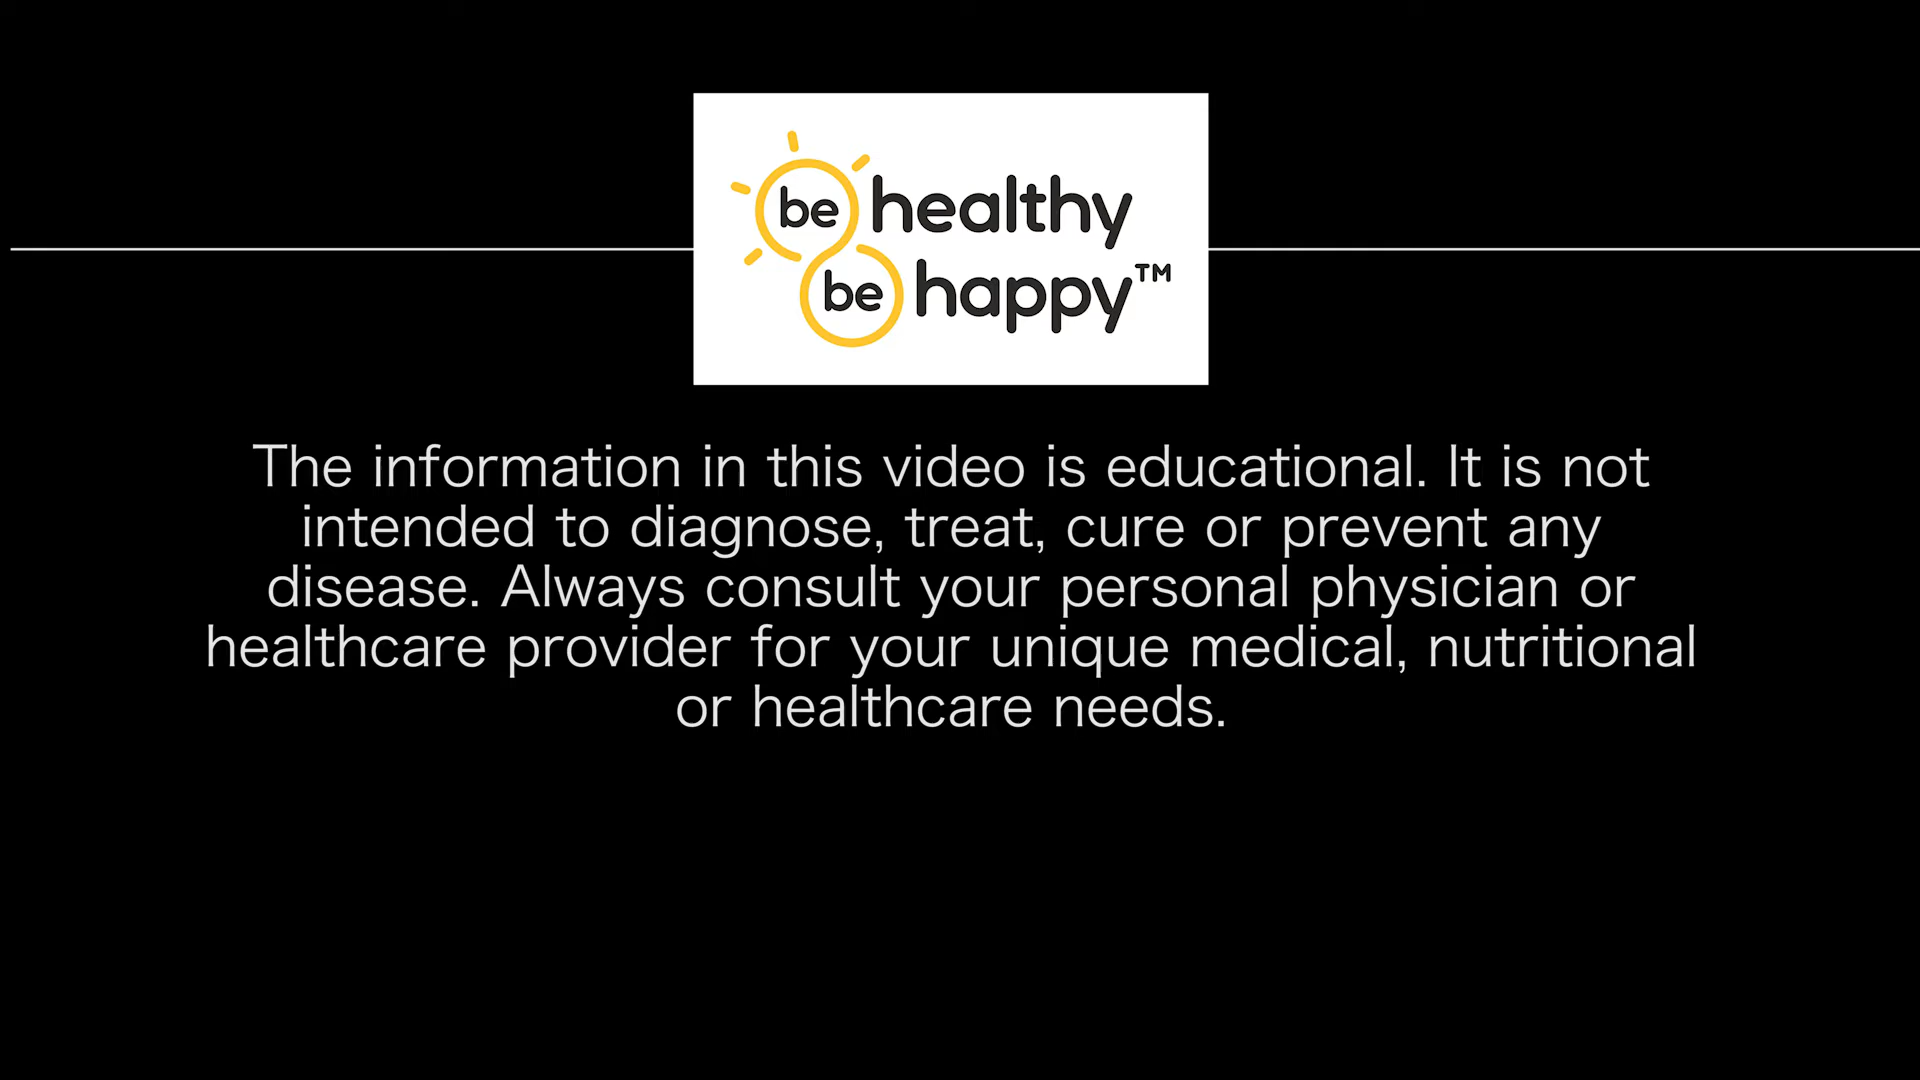 be healthy
be happy™
The information in this video is educational. It is not
intended to diagnose, treat, cure or prevent any
disease. Always consult your personal physician or
healthcare provider for your unique medical, nutritional
or healthcare needs.